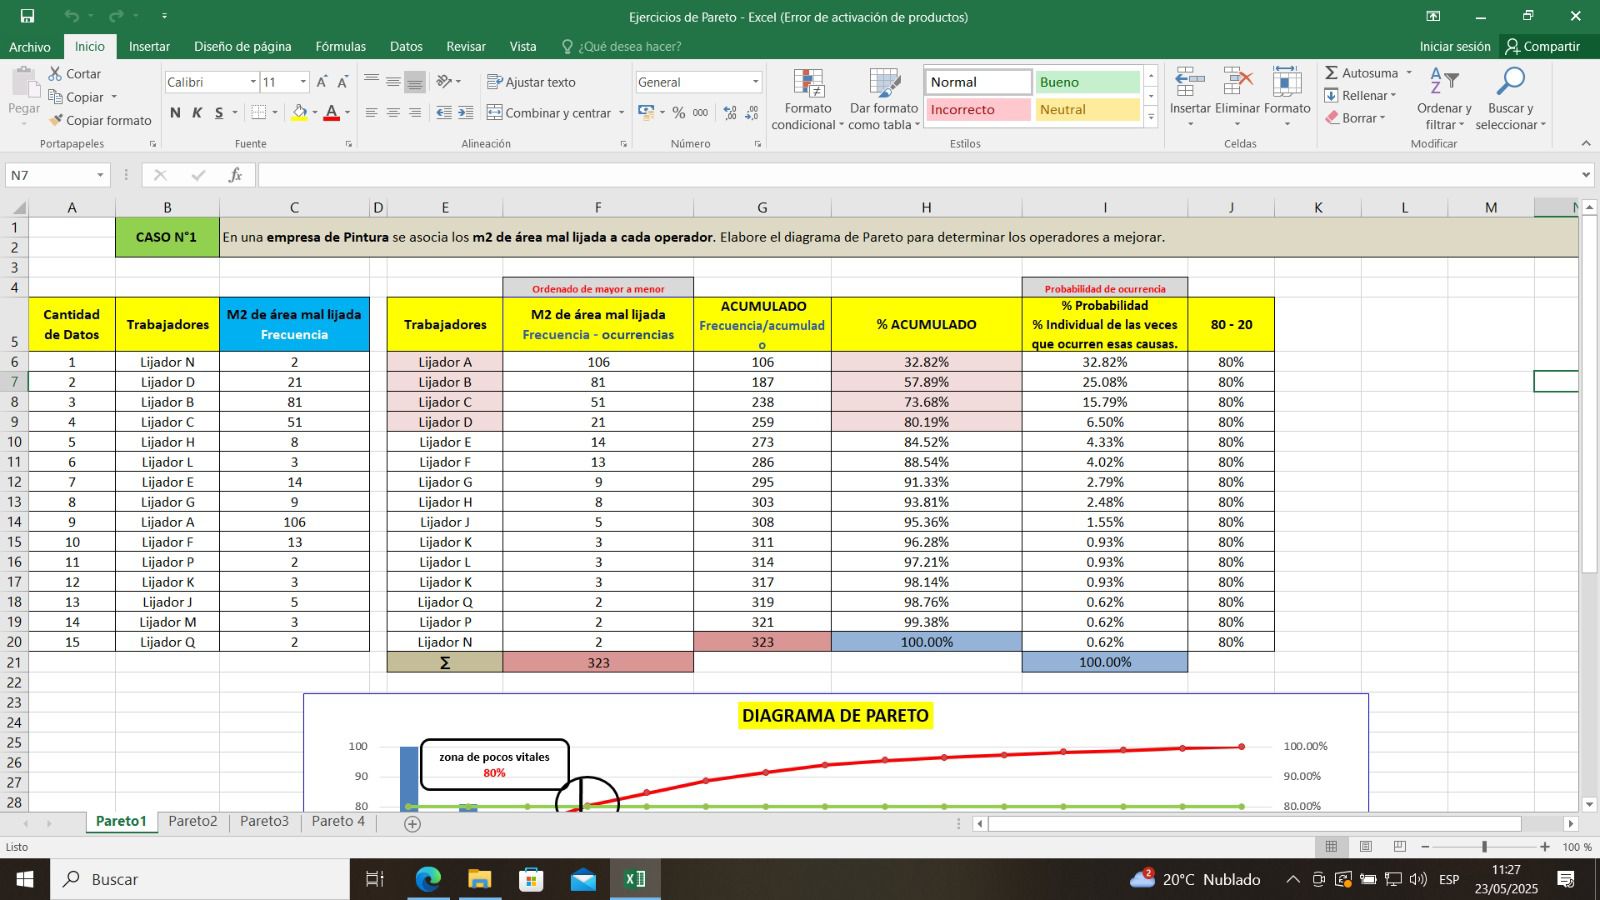 Ejercicios de Pareto - Excel (Error de activación de productos)
Archivo Inicio Insertar Diseño de página Fórmulas Datos Revisar Vista ¿Qué desea hacer? Iniciar sesión Compartir
Pegar Cortar Copiar Copiar formato
Calibri 11 N K S A A A
Ajustar texto Combinar y centrar
General % 000
Formato condicional Dar formato como tabla
Normal Bueno
Incorrecto Neutral
Insertar Eliminar Formato
Autosuma Rellenar Borrar
Ordenar y filtrar Buscar y seleccionar
Portapapeles Fuente Alineación Número Estilos Celdas Modificar
N7 fx
A B C D E F G H I J K L M N
1
2 CASO N°1 En una empresa de Pintura se asocia los m2 de área mal lijada a cada operador. Elabore el diagrama de Pareto para determinar los operadores a mejorar.
3
4 Ordenado de mayor a menor Probabilidad de ocurrencia
5 Cantidad de Datos Trabajadores M2 de área mal lijada Frecuencia Trabajadores M2 de área mal lijada Frecuencia - ocurrencias ACUMULADO Frecuencia/acumulado % ACUMULADO % Probabilidad % Individual de las veces que ocurren esas causas. 80 - 20
6 1 Lijador N 2 Lijador A 106 106 32.82% 32.82% 80%
7 2 Lijador D 21 Lijador B 81 187 57.89% 25.08% 80%
8 3 Lijador B 81 Lijador C 51 238 73.68% 15.79% 80%
9 4 Lijador C 51 Lijador D 21 259 80.19% 6.50% 80%
10 5 Lijador H 8 Lijador E 14 273 84.52% 4.33% 80%
11 6 Lijador L 3 Lijador F 13 286 88.54% 4.02% 80%
12 7 Lijador E 14 Lijador G 9 295 91.33% 2.79% 80%
13 8 Lijador G 9 Lijador H 8 303 93.81% 2.48% 80%
14 9 Lijador A 106 Lijador J 5 308 95.36% 1.55% 80%
15 10 Lijador F 13 Lijador K 3 311 96.28% 0.93% 80%
16 11 Lijador P 2 Lijador L 3 314 97.21% 0.93% 80%
17 12 Lijador K 3 Lijador K 3 317 98.14% 0.93% 80%
18 13 Lijador J 5 Lijador Q 2 319 98.76% 0.62% 80%
19 14 Lijador M 3 Lijador P 2 321 99.38% 0.62% 80%
20 15 Lijador Q 2 Lijador N 2 323 100.00% 0.62% 80%
21 Σ 323 100.00%
22
23
24
25
26
27
28
DIAGRAMA DE PARETO
zona de pocos vitales
80%
100 100.00%
90 90.00%
80 80.00%
Pareto1 Pareto2 Pareto3 Pareto 4
Listo 100 %
Buscar 2 20°C Nublado ESP 11:27
23/05/2025